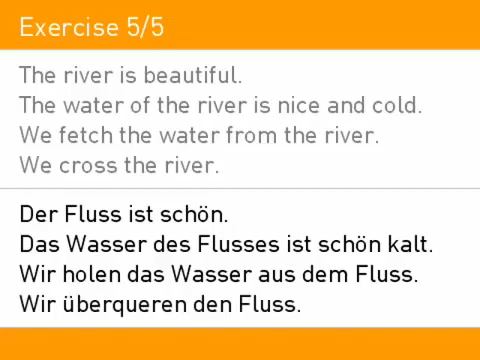 Exercise 5/5
The river is beautiful.
The water of the river is nice and cold.
We fetch the water from the river.
We cross the river.
Der Fluss ist schön.
Das Wasser des Flusses ist schön kalt.
Wir holen das Wasser aus dem Fluss.
Wir überqueren den Fluss.